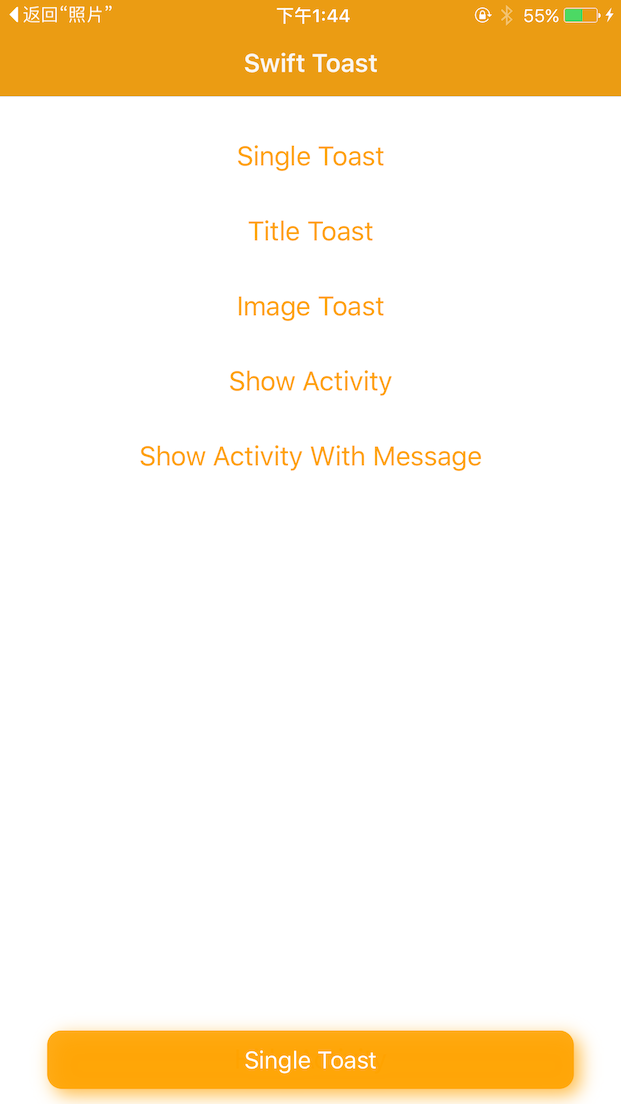 返回“照片” 下午1:44 55%
Swift Toast
Single Toast
Title Toast
Image Toast
Show Activity
Show Activity With Message
Single Toast